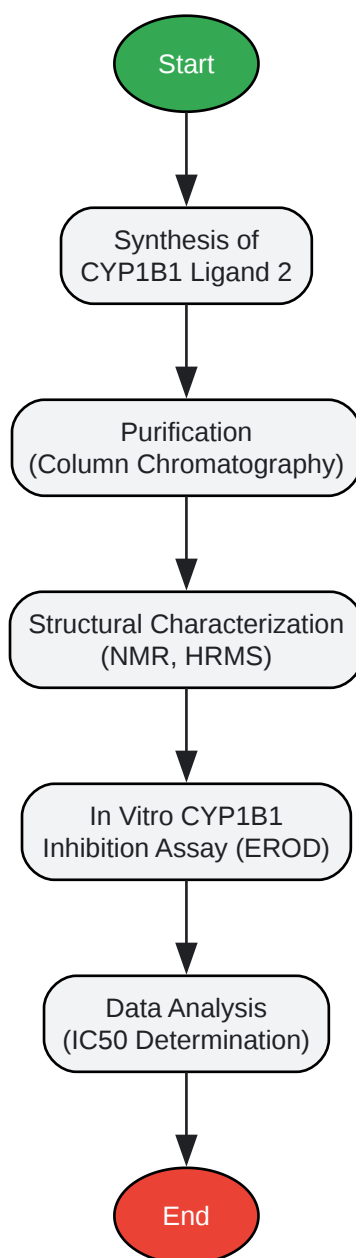 Start
Synthesis of
CYP1B1 Ligand 2
Purification
(Column Chromatography)
Structural Characterization
(NMR, HRMS)
In Vitro CYP1B1
Inhibition Assay (EROD)
Data Analysis
(IC50 Determination)
End